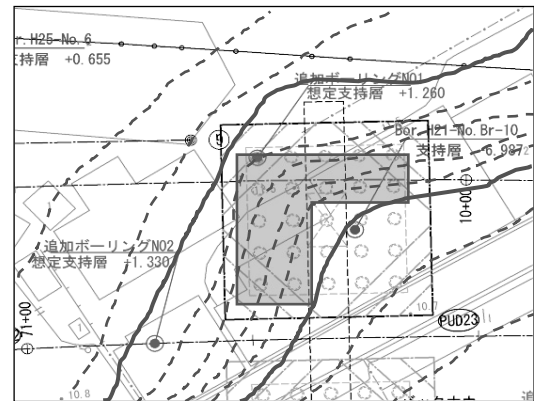 r.H25-No.6
支持層 +0.655
追加ボーリングNO1
想定支持層 +1.260
Bor.H21-No.Br-10
支持層 -6.987
10+00
追加ボーリングNO2
想定支持層 -1.330
71+00
10.7
PUD23
10.8